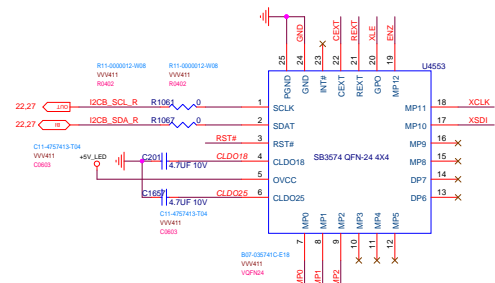 R11-0000012-W08
VVV411
R0402
R11-0000012-W08
VVV411
R0402
GND
CEXT
REXT
XLE
ENZ
25
24
23
22
21
20
19
PGND
GND
INT#
CEXT
REXT
GPO
MP12
U4553
22.27
OUT
I2CB_SCL_R
R1061
0
1
SCLK
MP11
18
XCLK
22.27
I2CB_SDA_R
R1067
0
2
SDAT
MP10
17
XSDI
RST#
3
RST#
MP9
16
C11-4757413-T04
VVV411
C0603
+5V_LED
C201
4.7UF 10V
CLDO18
4
CLDO18
SB3574 QFN-24 4X4
MP8
15
5
OVCC
DP7
14
C1657
4.7UF 10V
CLDO25
6
CLDO25
DP6
13
C11-4757413-T04
VVV411
C0603
MP0
MP1
MP2
MP3
MP4
MP5
7
8
9
10
11
12
B07-035741C-E18
VVV411
VQFN24
MP0
MP1
MP2